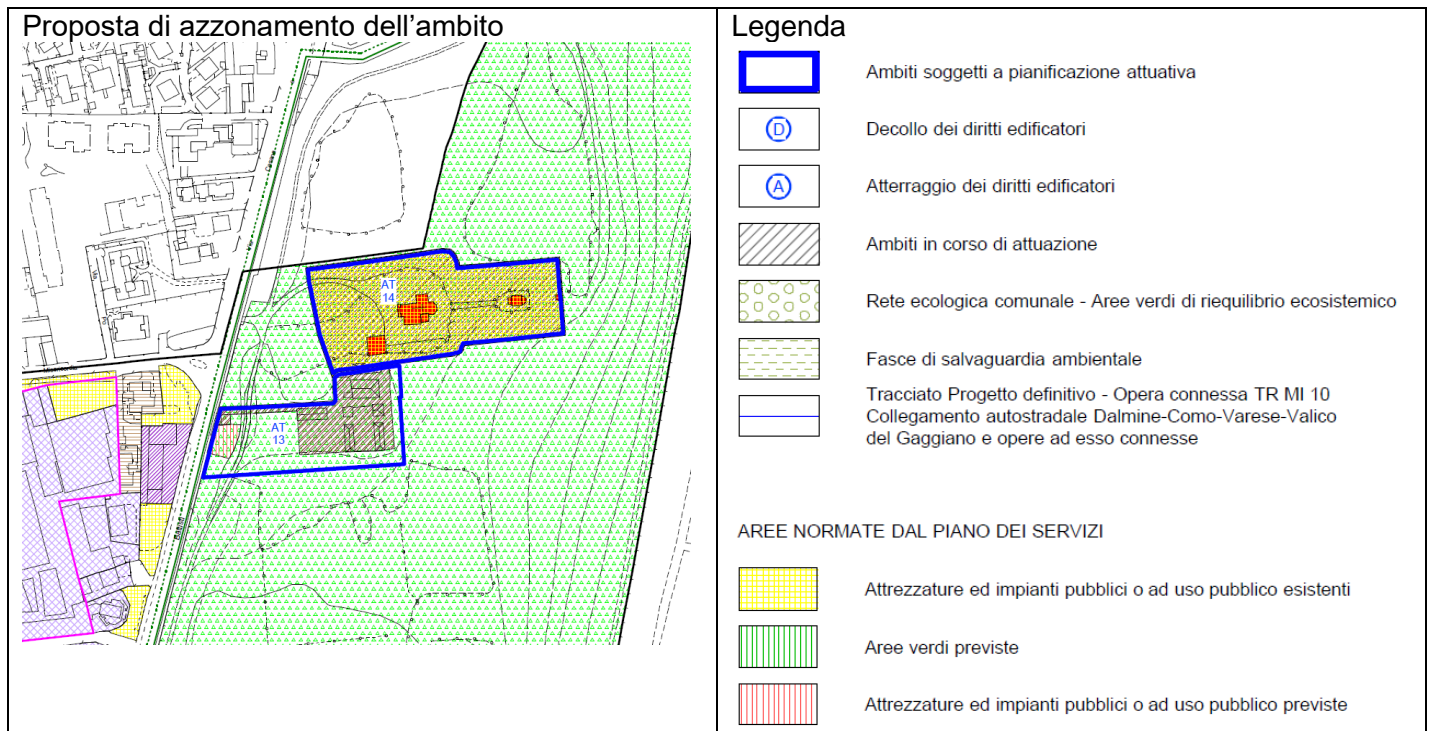 Proposta di azzonamento dell'ambito
AT
14
AT
13
Legenda
Ambiti soggetti a pianificazione attuativa
D
Decollo dei diritti edificatori
A
Atterraggio dei diritti edificatori
Ambiti in corso di attuazione
Rete ecologica comunale - Aree verdi di riequilibrio ecosistemico
Fasce di salvaguardia ambientale
Tracciato Progetto definitivo - Opera connessa TR MI 10
Collegamento autostradale Dalmine-Como-Varese-Valico
del Gaggiano e opere ad esso connesse
AREE NORMATE DAL PIANO DEI SERVIZI
Attrezzature ed impianti pubblici o ad uso pubblico esistenti
Aree verdi previste
Attrezzature ed impianti pubblici o ad uso pubblico previste